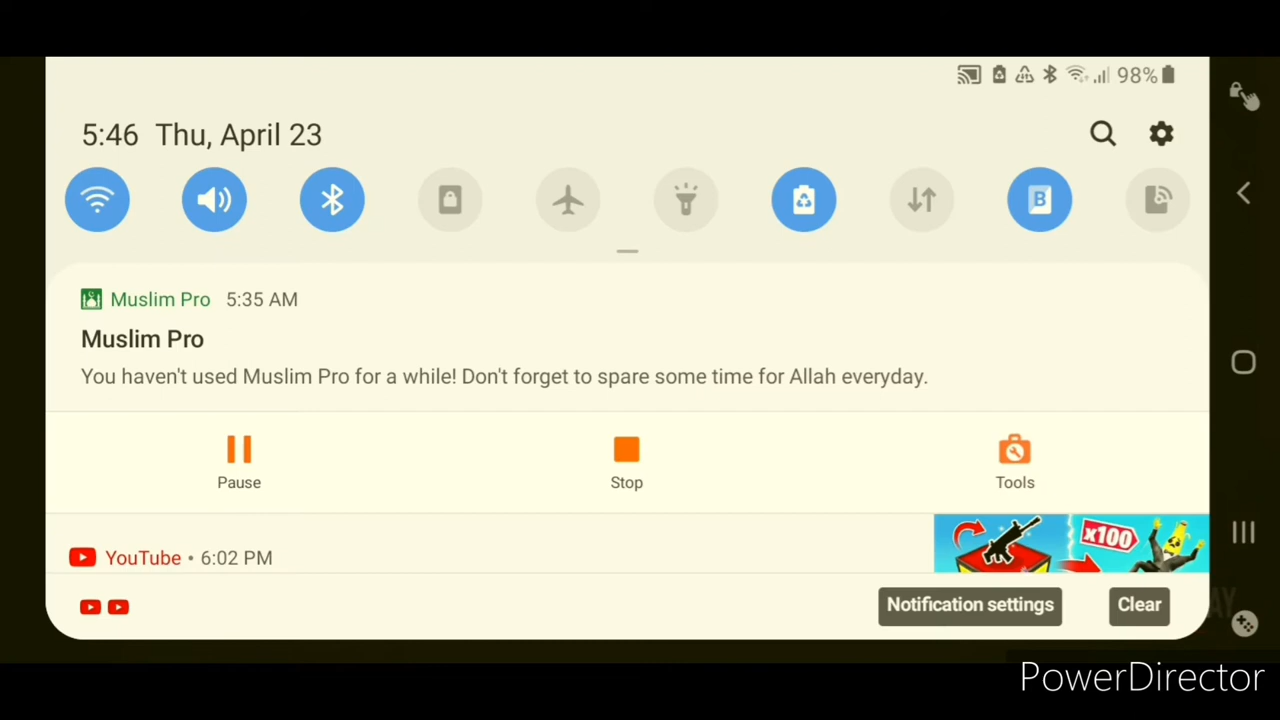 98%
5:46 Thu, April 23
B
Muslim Pro 5:35 AM
Muslim Pro
You haven't used Muslim Pro for a while! Don't forget to spare some time for Allah everyday.
Pause Stop Tools
x100
YouTube • 6:02 PM
Notification settings Clear
AY
PowerDirector